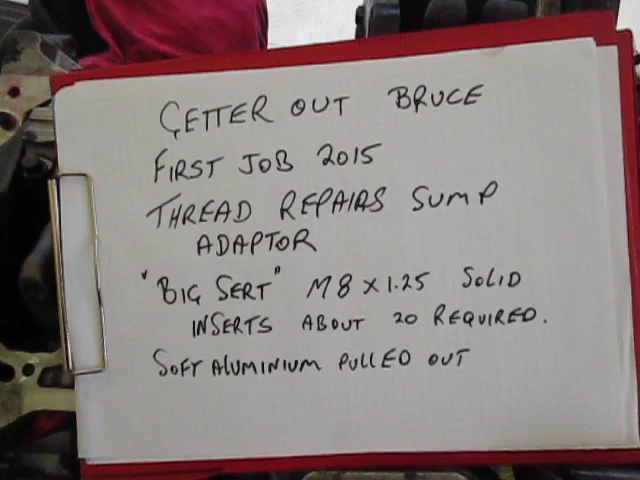 GETTER OUT BRUCE
FIRST JOB 2015
THREAD REPAIRS SUMP
ADAPTOR
"BIG SERT" M8 X 1.25 SOLID
INSERTS ABOUT 20 REQUIRED.
SOFT ALUMINIUM PULLED OUT